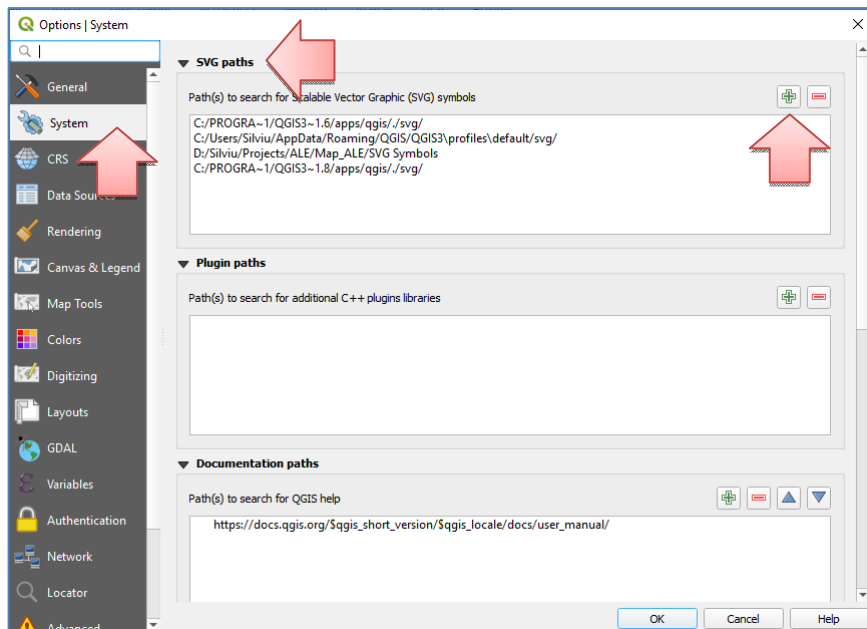 Options | System
General
System
CRS
Data Sources
Rendering
Canvas & Legend
Map Tools
Colors
Digitizing
Layouts
GDAL
Variables
Authentication
Network
Locator
Advanced
SVG paths
Path(s) to search for Scalable Vector Graphic (SVG) symbols
C:/PROGRA~1/QGIS3~1.6/apps/qgis/./svg/
C:/Users/Silviu/AppData/Roaming/QGIS/QGIS3\profiles\default/svg/
D:/Silviu/Projects/ALE/Map_ALE/SVG Symbols
C:/PROGRA~1/QGIS3~1.8/apps/qgis/./svg/
Plugin paths
Path(s) to search for additional C++ plugins libraries
Documentation paths
Path(s) to search for QGIS help
https://docs.qgis.org/$qgis_short_version/$qgis_locale/docs/user_manual/
OK Cancel Help